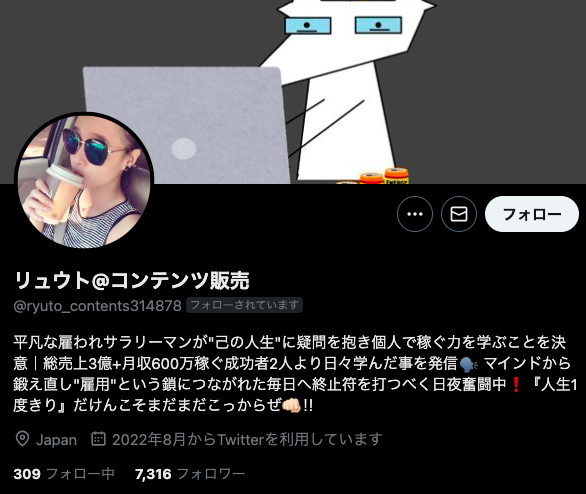 フォロー
リュウト@コンテンツ販売
@ryuto_contents314878 フォローされています
平凡な雇われサラリーマンが"己の人生"に疑問を抱き個人で稼ぐ力を学ぶことを決
意｜総売上3億+月収600万稼ぐ成功者2人より日々学んだ事を発信🗣️ マインドから
鍛え直し"雇用"という鎖につながれた毎日へ終止符を打つべく日夜奮闘中❗『人生1
度きり』だけんこそまだまだこっからぜ👊🏻!!
Japan 2022年8月からTwitterを利用しています
309 フォロー中 7,316 フォロワー